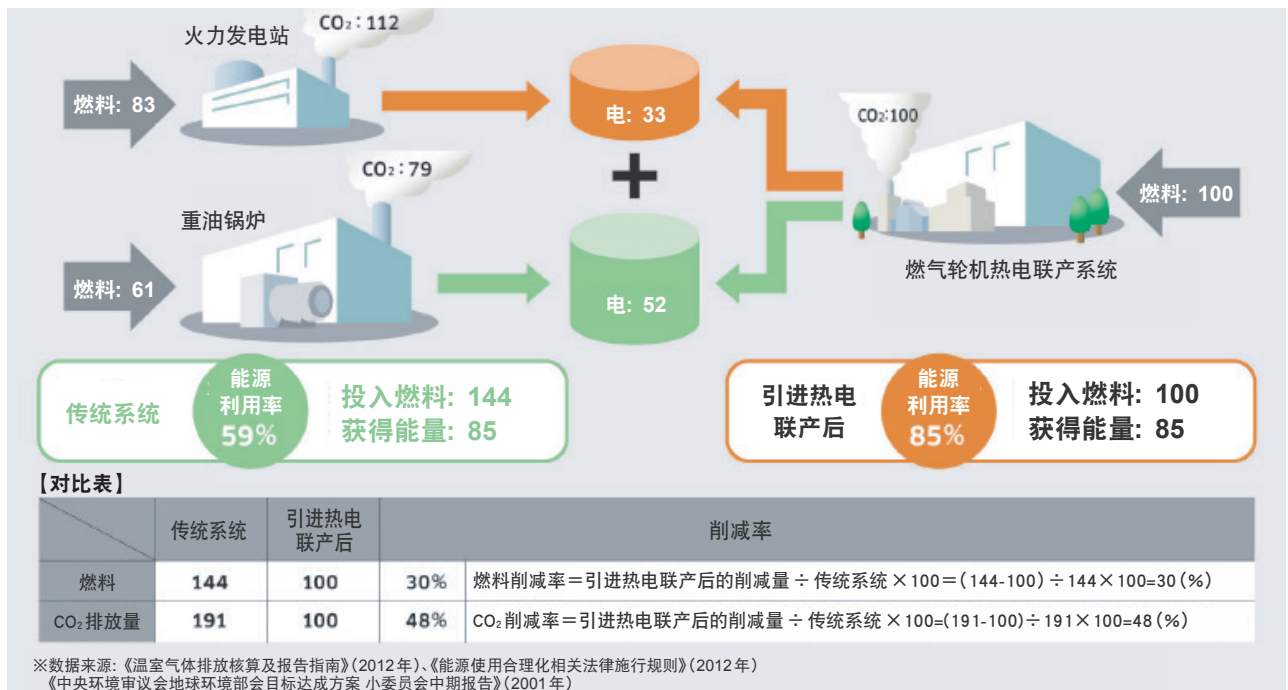 火力发电站
CO₂:112
燃料: 83
电: 33
CO₂:100
燃料: 100
CO₂:79
重油锅炉
燃料: 61
电: 52
燃气轮机热电联产系统
传统系统
能源
利用率
59%
投入燃料: 144
获得能量: 85
引进热电
联产后
能源
利用率
85%
投入燃料: 100
获得能量: 85
【对比表】
传统系统 引进热电联产后 削减率
燃料 144 100 30% 燃料削减率＝引进热电联产后的削减量÷传统系统×100＝(144-100)÷144×100=30(%)
CO₂排放量 191 100 48% CO₂削减率＝引进热电联产后的削减量÷传统系统×100=(191-100)÷191×100=48(%)
※数据来源:《温室气体排放核算及报告指南》(2012年)、《能源使用合理化相关法律施行规则》(2012年)
《中央环境审议会地球环境部会目标达成方案 小委员会中期报告》(2001年)